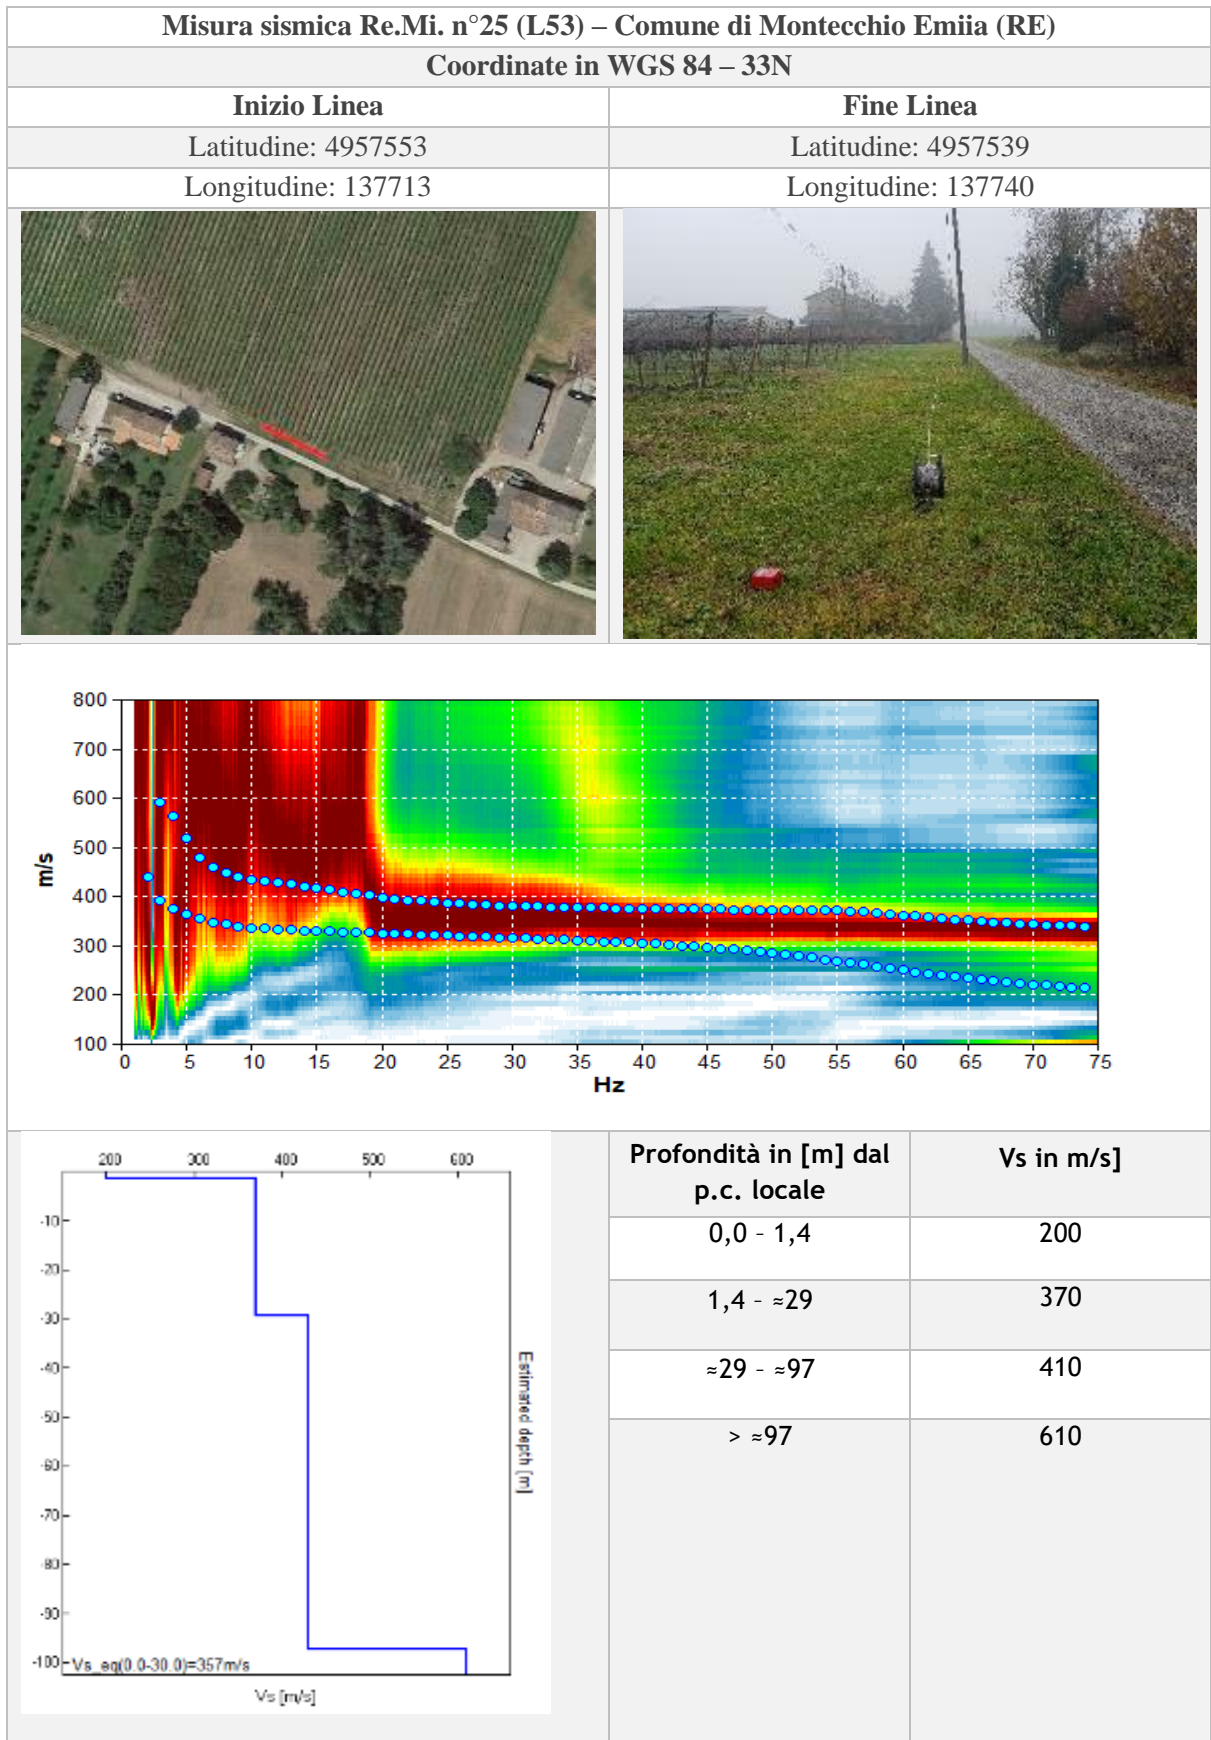 Misura sismica Re.Mi. n°25 (L53) – Comune di Montecchio Emiia (RE)
Coordinate in WGS 84 – 33N
Inizio Linea
Fine Linea
Latitudine: 4957553
Latitudine: 4957539
Longitudine: 137713
Longitudine: 137740
800
700
600
500
400
300
200
100
m/s
0 5 10 15 20 25 30 35 40 45 50 55 60 65 70 75
Hz
200 300 400 500 600
-10
-20
-30
-40
-50
-60
-70
-80
-90
-100
Estimated depth [m]
Vs_eq(0.0-30.0)=357m/s
Vs [m/s]
Profondità in [m] dal
p.c. locale
Vs in m/s]
0,0 – 1,4
200
1,4 – ≈29
370
≈29 – ≈97
410
> ≈97
610